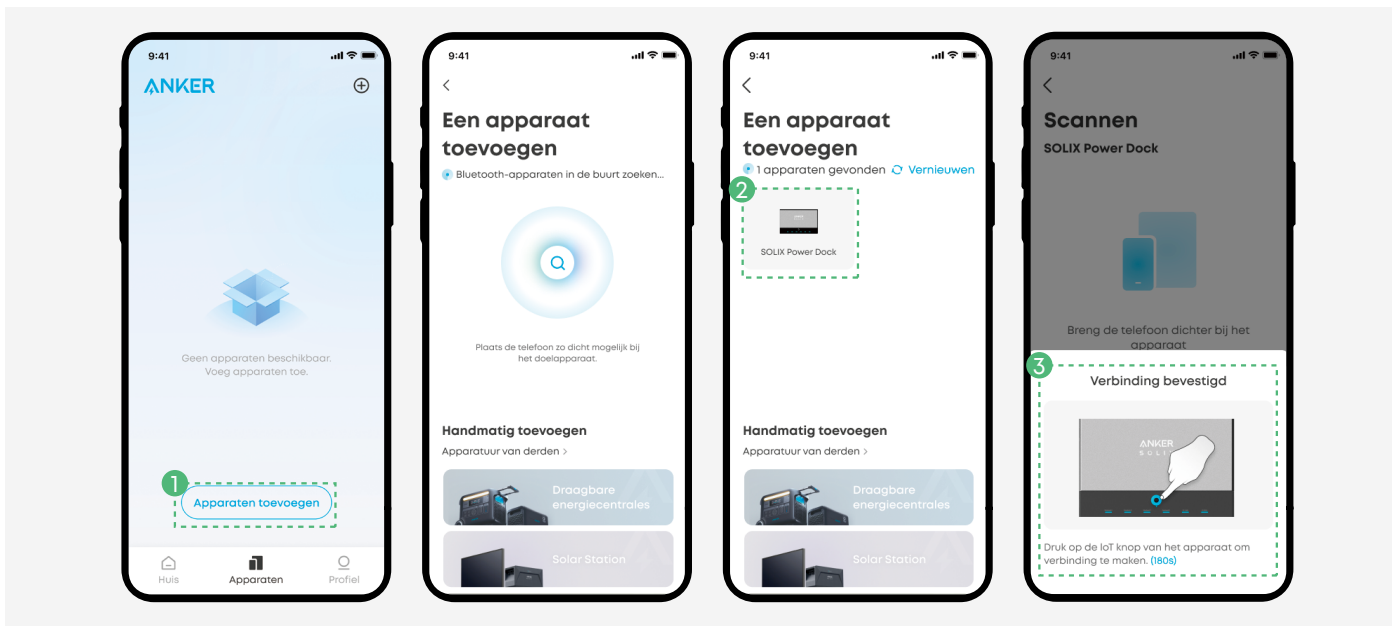 9:41
ANKER
Geen apparaten beschikbaar.
Voeg apparaten toe.
1
Apparaten toevoegen
Huis
Apparaten
Profiel
9:41
Een apparaat
toevoegen
Bluetooth-apparaten in de buurt zoeken...
Plaats de telefoon zo dicht mogelijk bij
het doelapparaat.
Handmatig toevoegen
Apparatuur van derden >
Draagbare
energiecentrales
Solar Station
9:41
Een apparaat
toevoegen
1 apparaten gevonden
Vernieuwen
2
SOLIX Power Dock
Handmatig toevoegen
Apparatuur van derden >
Draagbare
energiecentrales
Solar Station
9:41
Scannen
SOLIX Power Dock
Breng de telefoon dichter bij het
apparaat
3
Verbinding bevestigd
ANKER
Druk op de IoT knop van het apparaat om
verbinding te maken. (180s)